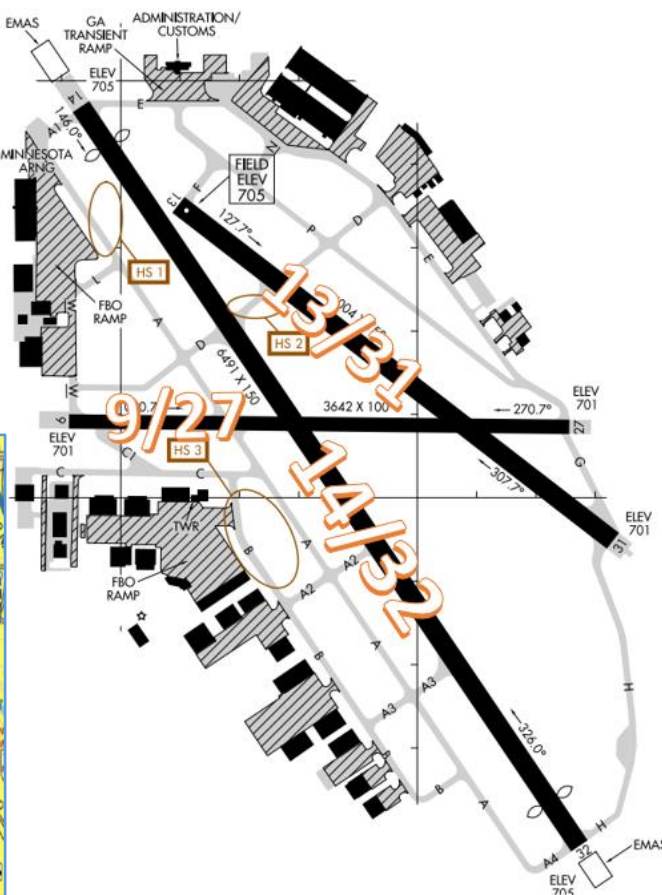 EMAS
GA
TRANSIENT
RAMP
ADMINISTRATION/
CUSTOMS
ELEV
705
14
E
A1
146.0°
MINNESOTA
ARNG
N
FIELD
ELEV
705
F
13
127.7°
P
D
E
HS 1
J
FBO
RAMP
A
D
HS 2
13/31
6491 X 150
W
W
9/27
3642 X 100
270.7°
ELEV
701
27
9
ELEV
701
C1
HS 3
C
C
G
307.7°
14/32
TWR
B
A
ELEV
701
31
FBO
RAMP
A2
A2
B
A
H
A3
A3
326.0°
B
B
A
H
A4
32
EMAS
ELEV
705